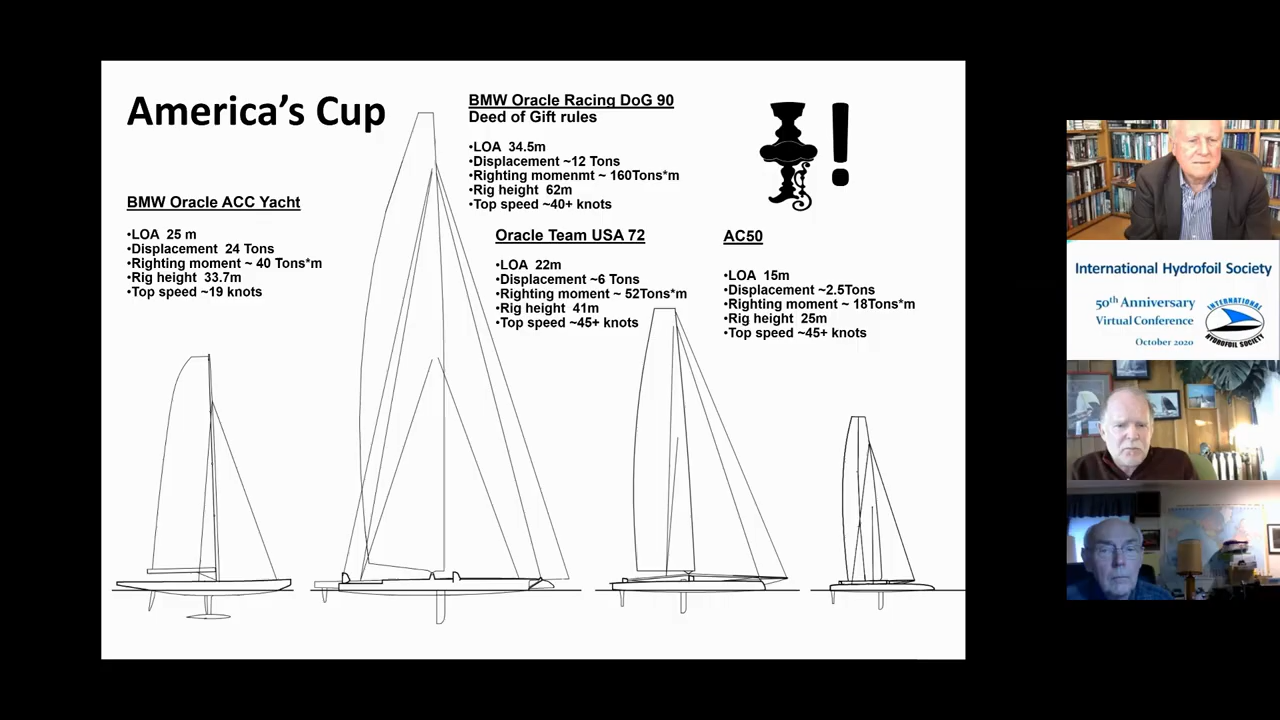 America's Cup
BMW Oracle ACC Yacht
•LOA 25 m
•Displacement 24 Tons
•Righting moment ~ 40 Tons*m
•Rig height 33.7m
•Top speed ~19 knots
BMW Oracle Racing DoG 90
Deed of Gift rules
•LOA 34.5m
•Displacement ~12 Tons
•Righting momenmt ~ 160Tons*m
•Rig height 62m
•Top speed ~40+ knots
Oracle Team USA 72
•LOA 22m
•Displacement ~6 Tons
•Righting moment ~ 52Tons*m
•Rig height 41m
•Top speed ~45+ knots
AC50
•LOA 15m
•Displacement ~2.5Tons
•Righting moment ~ 18Tons*m
•Rig height 25m
•Top speed ~45+ knots
!
International Hydrofoil Society
50th Anniversary
Virtual Conference
October 2020
INTERNATIONAL
HYDROFOIL SOCIETY